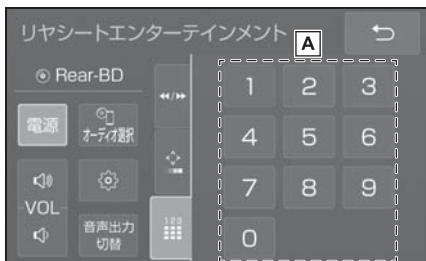 リヤシートエンターテインメント
A
Rear-BD
電源
オーディオ選択
VOL
音声出力
切替
123
1 2 3
4 5 6
7 8 9
0